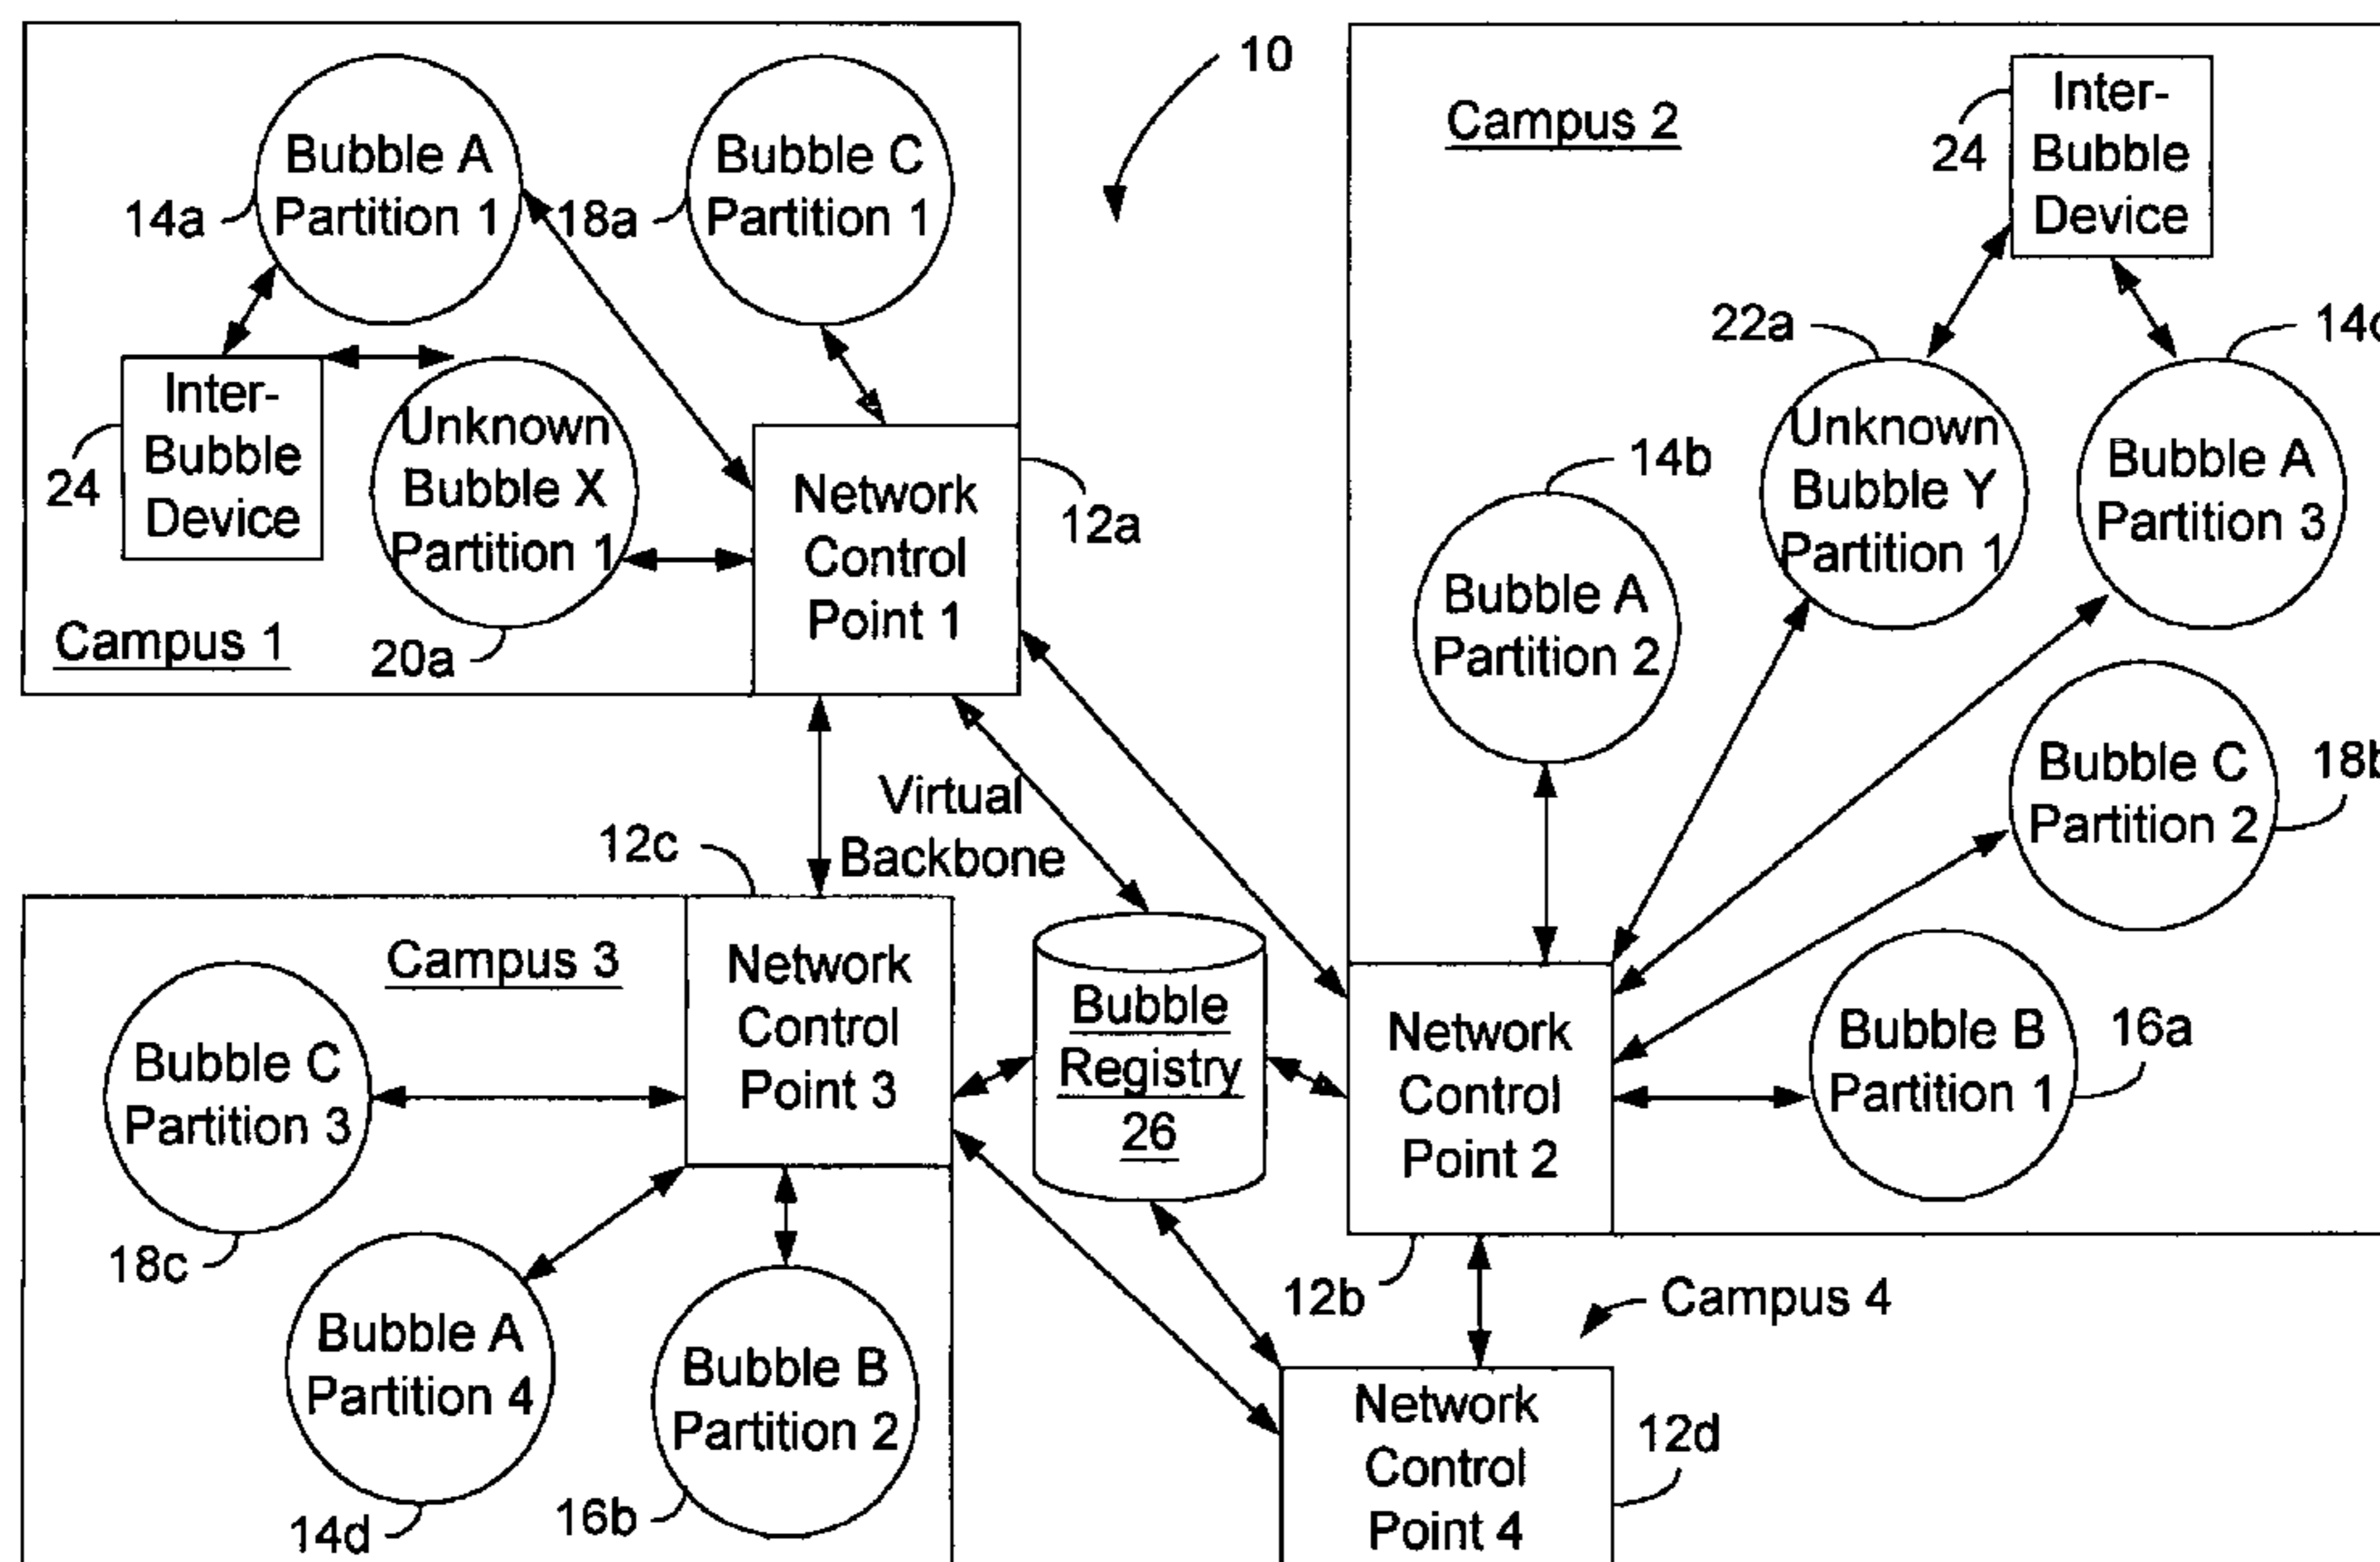 10
Bubble A
Partition 1
14a
Bubble C
Partition 1
18a
Inter-
Bubble
Device
24
Unknown
Bubble X
Partition 1
20a
Network
Control
Point 1
12a
Campus 1
Campus 2
Inter-
Bubble
Device
24
22a
Unknown
Bubble Y
Partition 1
Bubble A
Partition 3
14b
Bubble A
Partition 2
Bubble C
Partition 2
18b
Bubble B
Partition 1
16a
Network
Control
Point 2
12b
Virtual
Backbone
12c
Campus 3
Network
Control
Point 3
Bubble
Registry
26
Bubble C
Partition 3
18c
Bubble A
Partition 4
14d
Bubble B
Partition 2
16b
Campus 4
Network
Control
Point 4
12d